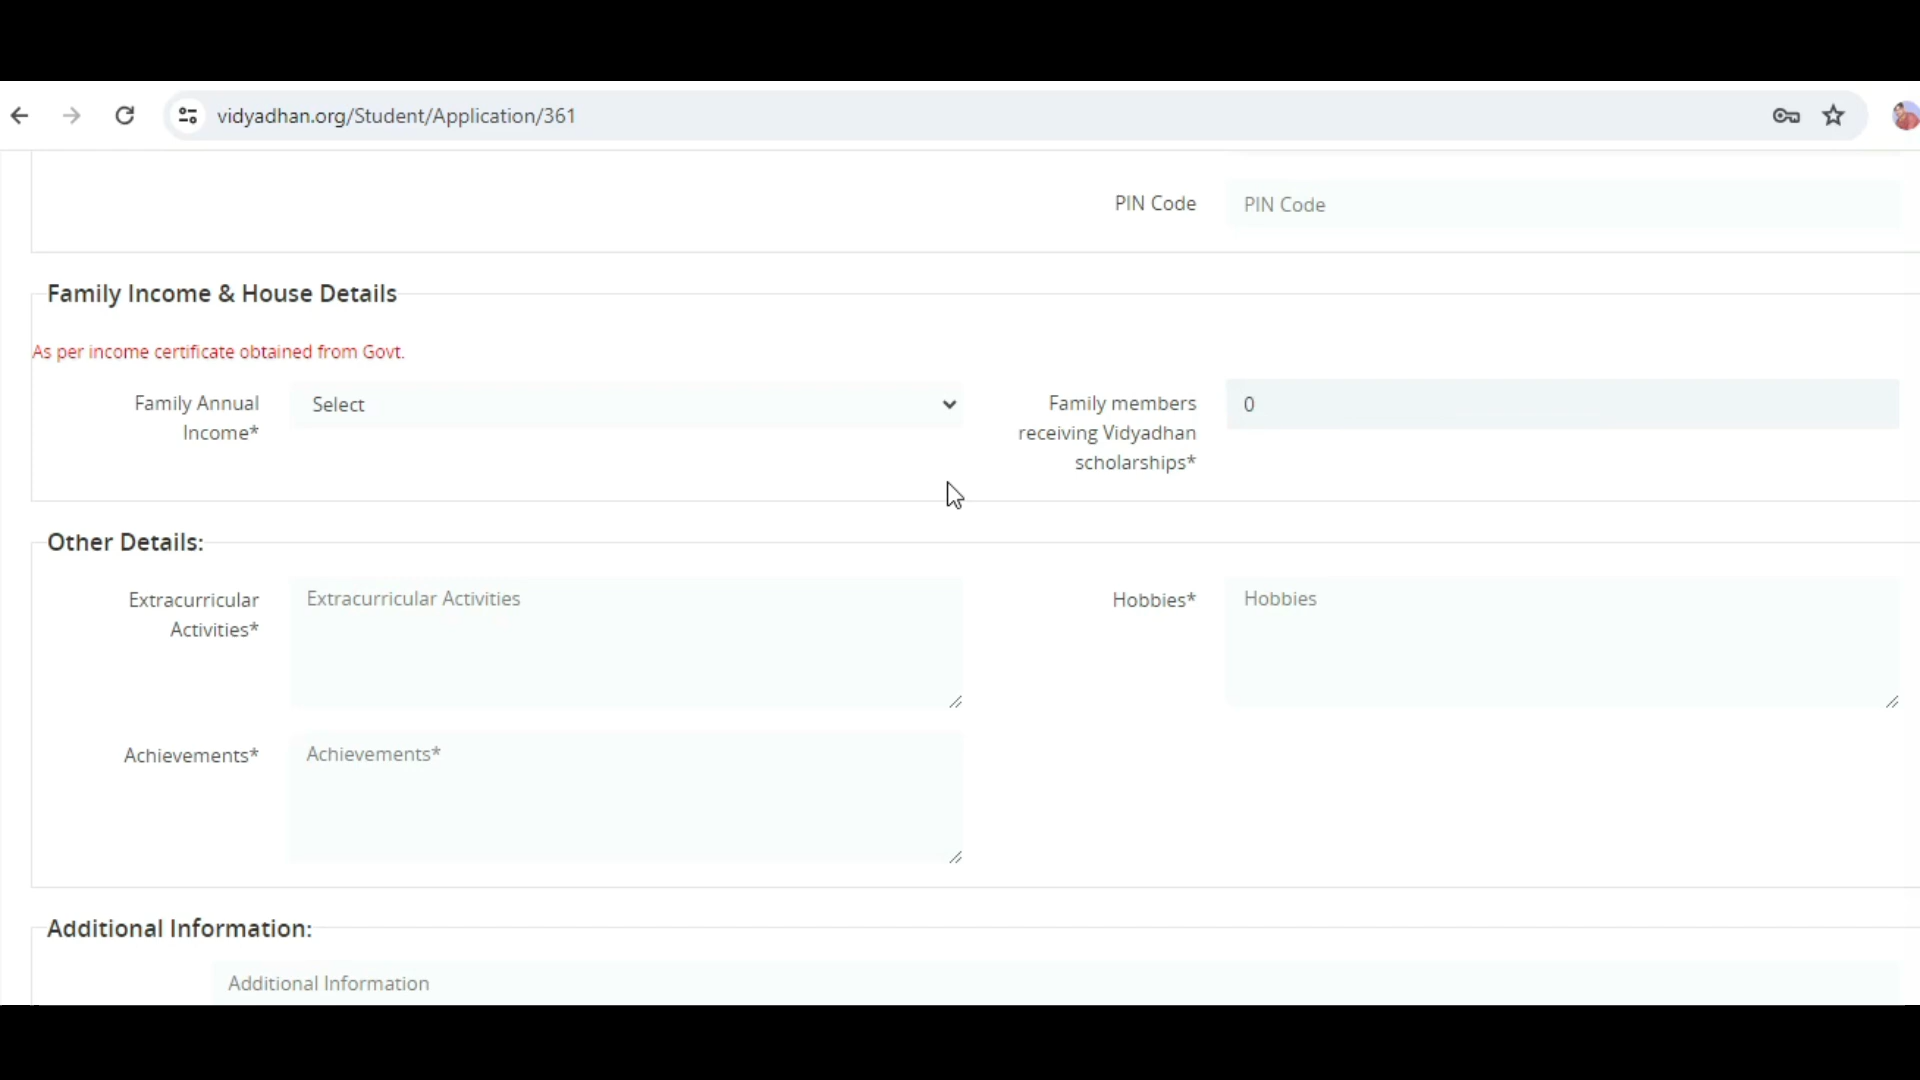 vidyadhan.org/Student/Application/361
PIN Code
PIN Code
Family Income & House Details
As per income certificate obtained from Govt.
Family Annual
Income*
Select
Family members
receiving Vidyadhan
scholarships*
0
Other Details:
Extracurricular
Activities*
Extracurricular Activities
Hobbies*
Hobbies
Achievements*
Achievements*
Additional Information:
Additional Information